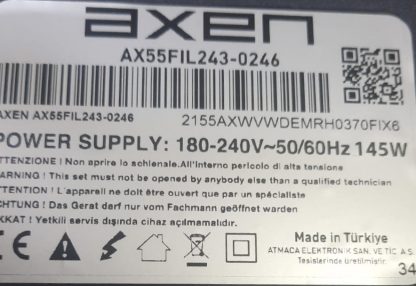 axen
AX55FIL243-0246
AXEN AX55FIL243-0246 2155AXWVWDEMRH0370FIX6
POWER SUPPLY: 180-240V~50/60Hz 145W
ATTENZIONE ! Non aprire lo schienale.All'interno pericolo di alta tensione
WARNING ! This set must not be opened by anybody else than a qualified technician
ATTENTION ! L'appareil ne doit être ouvert que par un spécialiste
ACHTUNG ! Das Gerat derf nur vom Fachmann geöffnet warden
DİKKAT ! Yetkili servis dışında cihaz açılmamalıdır.
CE
Made in Türkiye
ATMACA ELEKTRONİK SAN. VE TİC A.S.
Tesislerinde üretilmiştir.
34